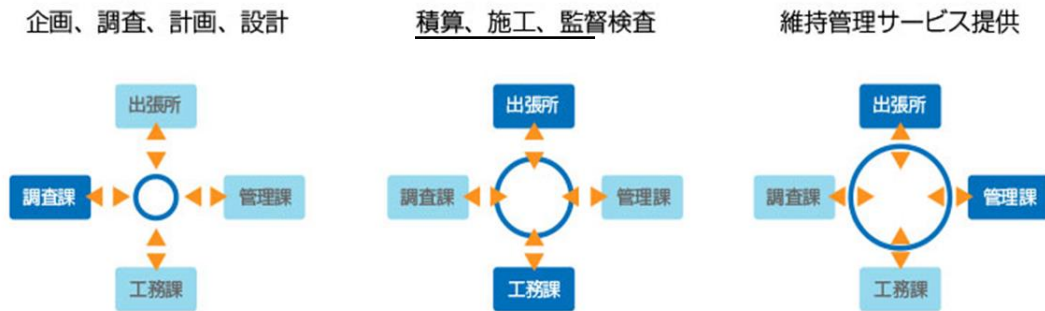 企画、調査、計画、設計
出張所
調査課
管理課
工務課
積算、施工、監督検査
出張所
調査課
管理課
工務課
維持管理サービス提供
出張所
調査課
管理課
工務課